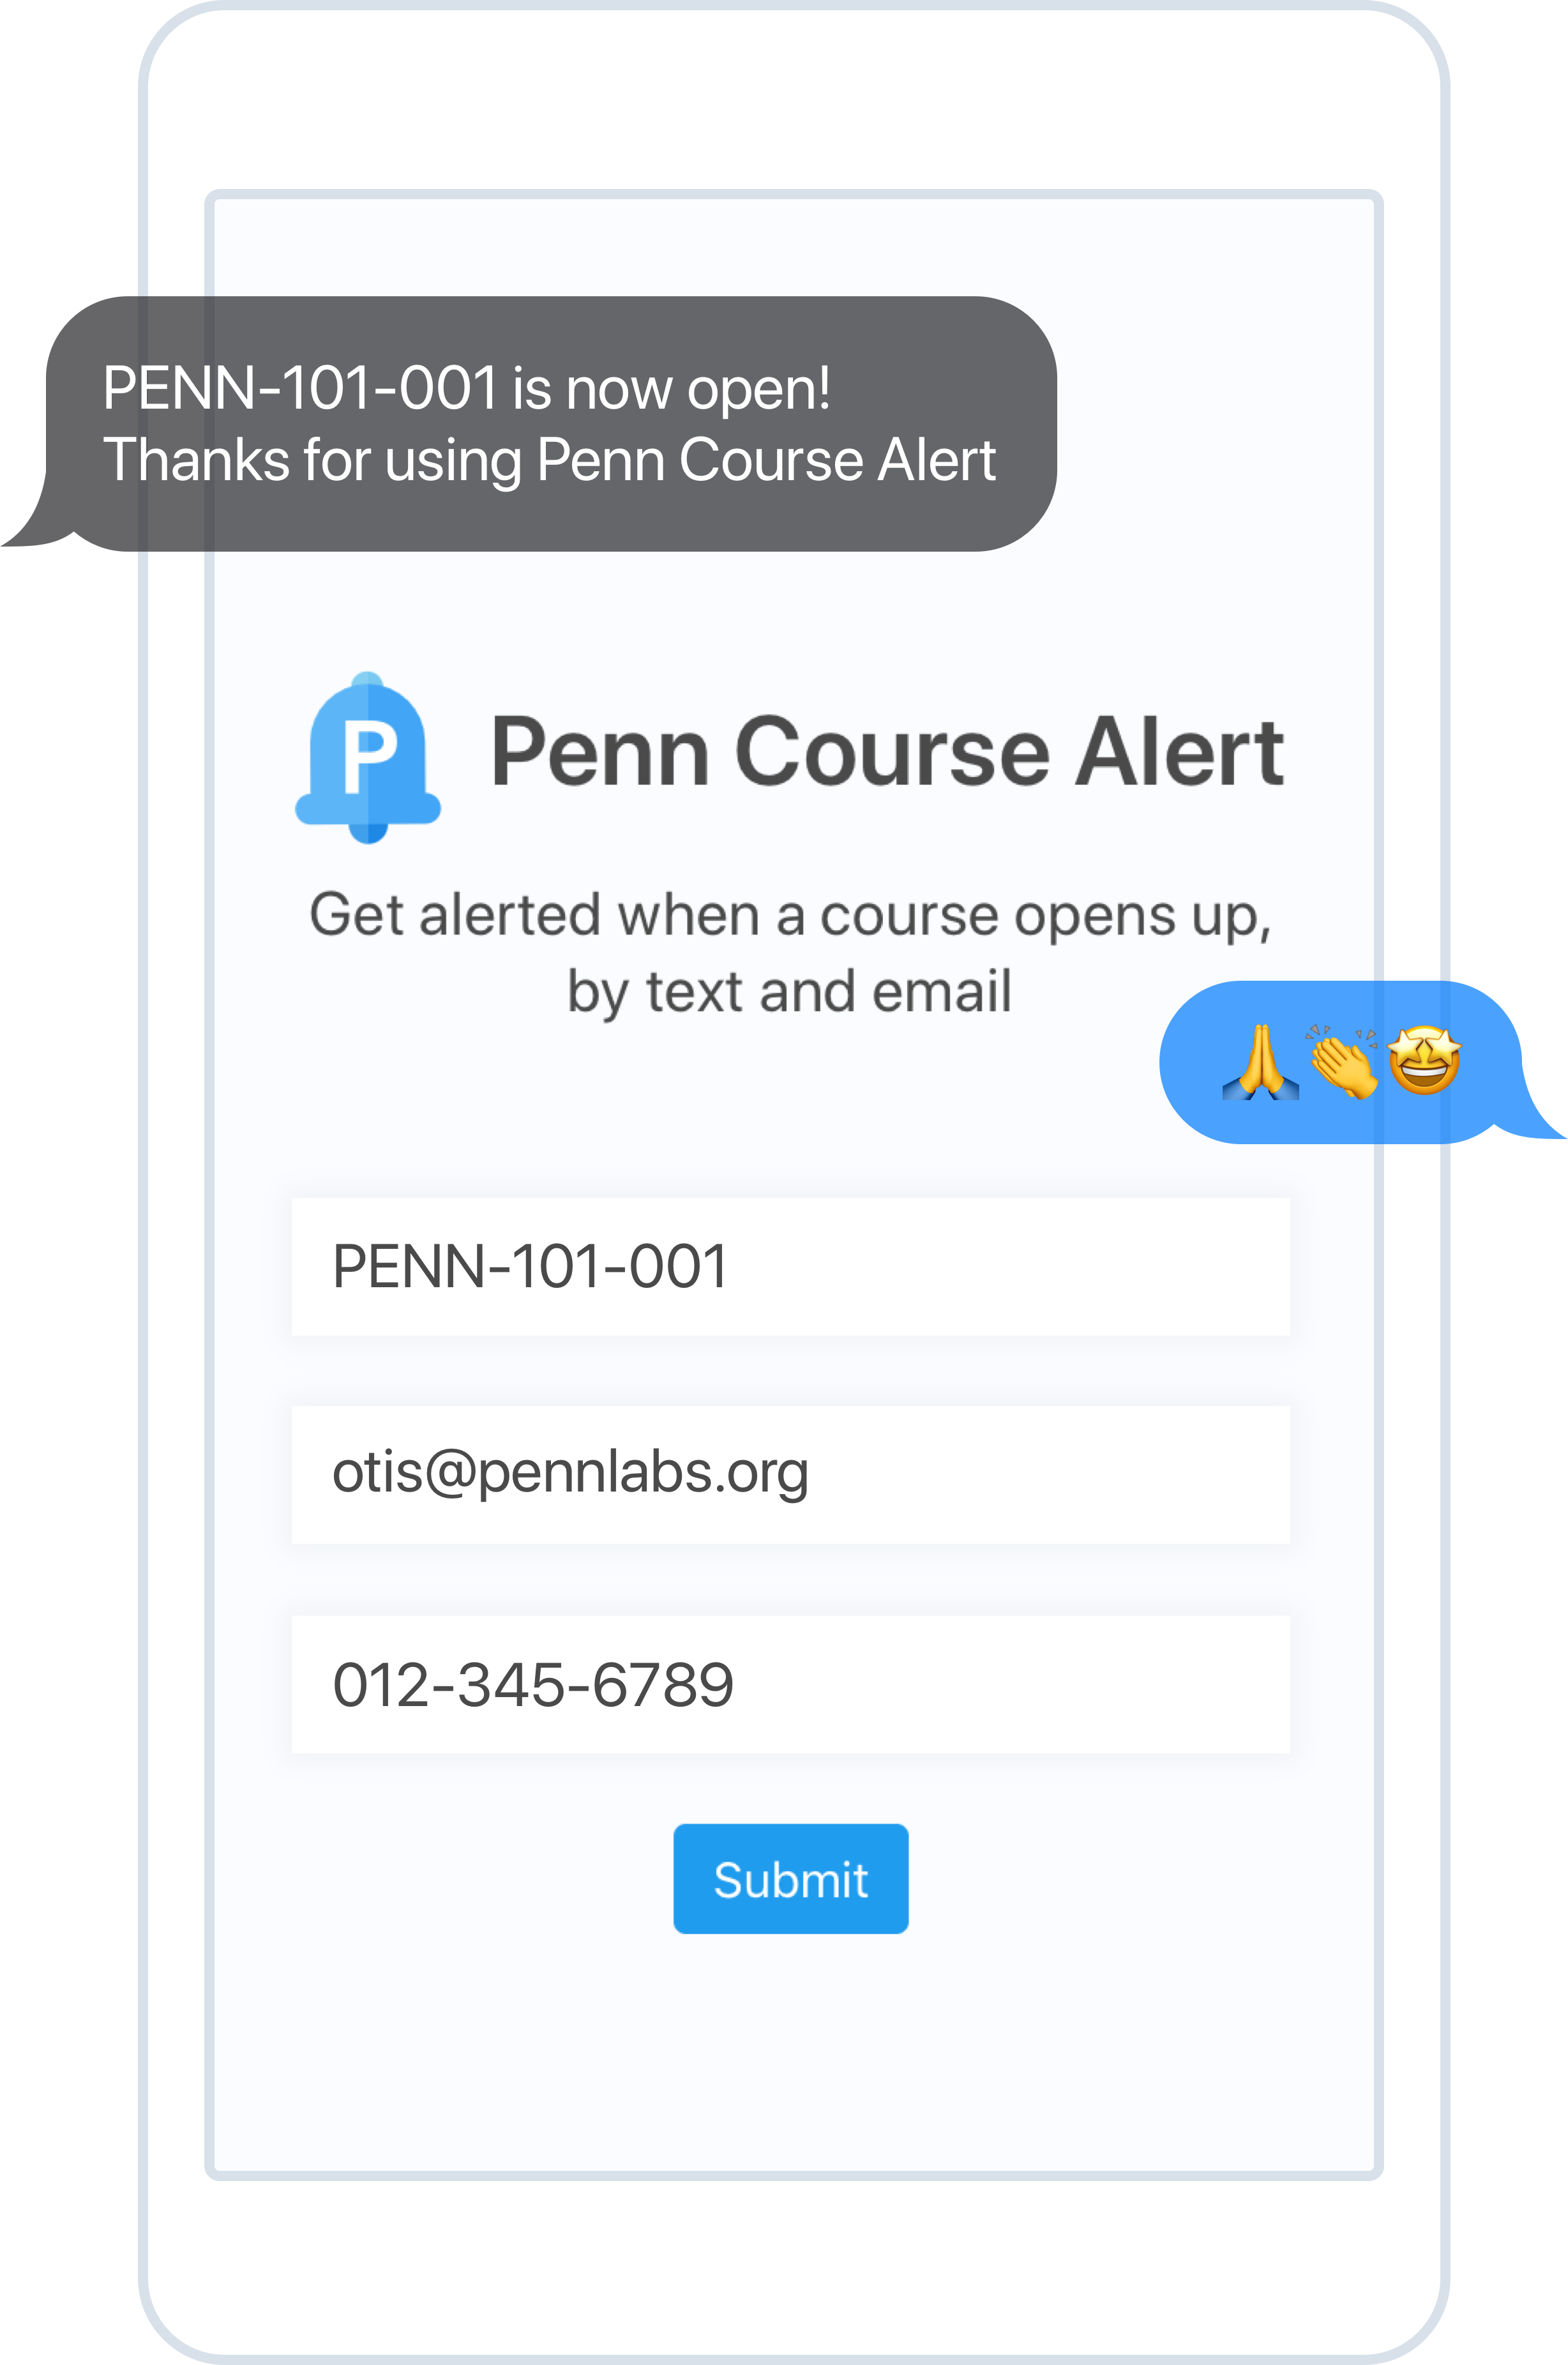 PENN-101-001 is now open!
Thanks for using Penn Course Alert
P
Penn Course Alert
Get alerted when a course opens up,
by text and email
🙏👏🤩
PENN-101-001
otis@pennlabs.org
012-345-6789
Submit